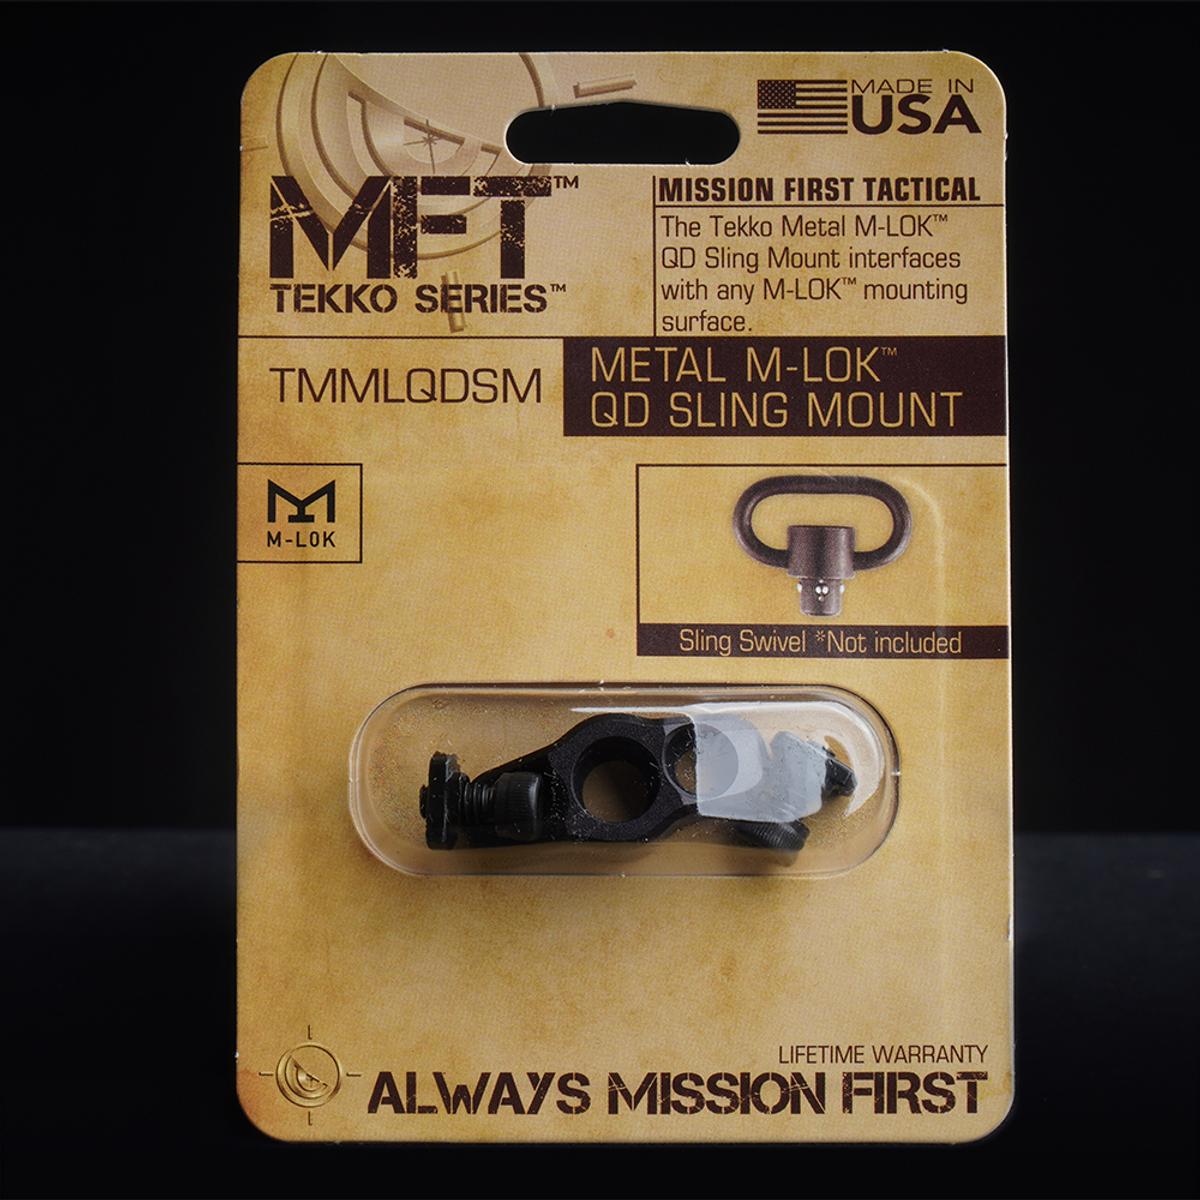 MADE IN
USA
MFT™
TEKKO SERIES™
MISSION FIRST TACTICAL
The Tekko Metal M-LOK™
QD Sling Mount interfaces
with any M-LOK™ mounting
surface.
TMMLQDSM
METAL M-LOK™
QD SLING MOUNT
M-LOK
Sling Swivel *Not included
LIFETIME WARRANTY
ALWAYS MISSION FIRST